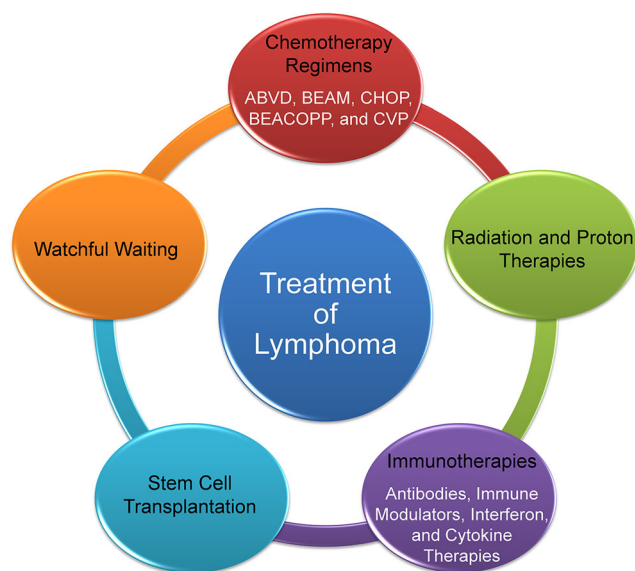 Chemotherapy
Regimens
ABVD, BEAM, CHOP,
BEACOPP, and CVP
Watchful Waiting
Radiation and Proton
Therapies
Treatment
of
Lymphoma
Stem Cell
Transplantation
Immunotherapies
Antibodies, Immune
Modulators, Interferon,
and Cytokine
Therapies